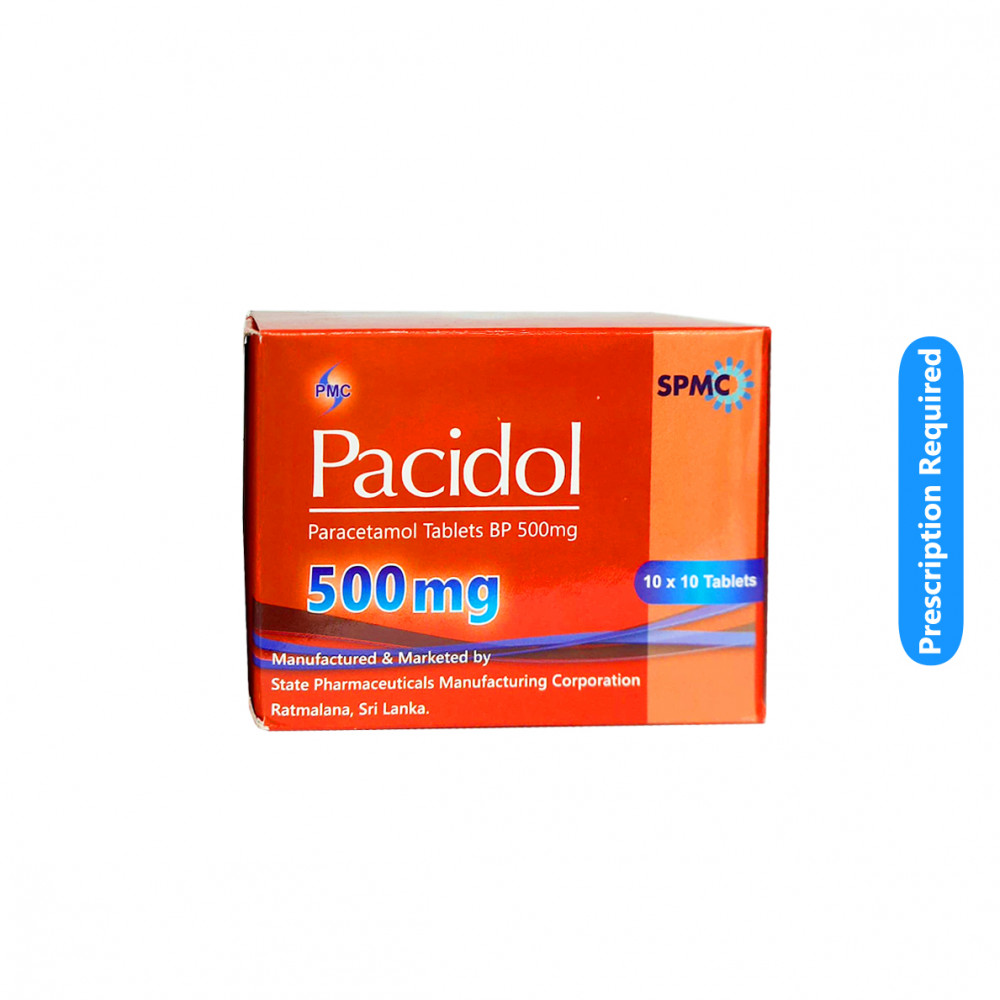 PMC
SPMC
Pacidol
Paracetamol Tablets BP 500mg
500mg
10 x 10 Tablets
Manufactured & Marketed by
State Pharmaceuticals Manufacturing Corporation
Ratmalana, Sri Lanka.
Prescription Required